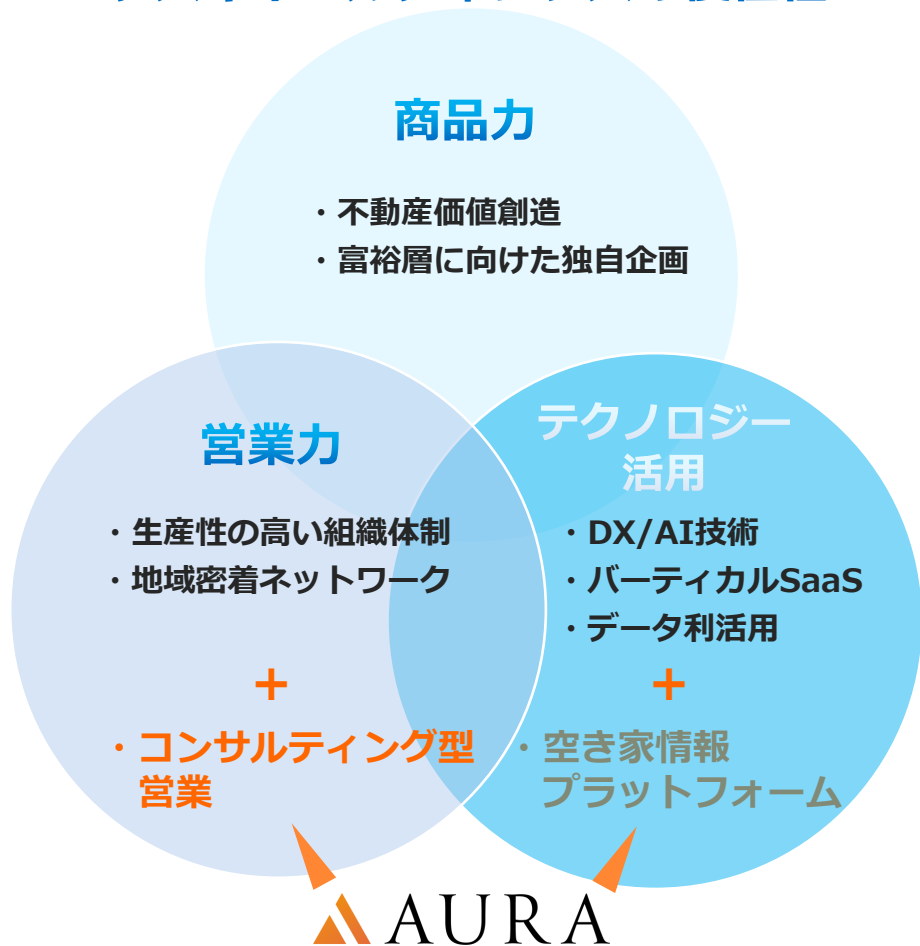 商品力
・不動産価値創造
・富裕層に向けた独自企画
営業力
・生産性の高い組織体制
・地域密着ネットワーク
+
・コンサルティング型
営業
テクノロジー
活用
・DX/AI技術
・バーティカルSaaS
・データ利活用
+
・空き家情報
プラットフォーム
AURA